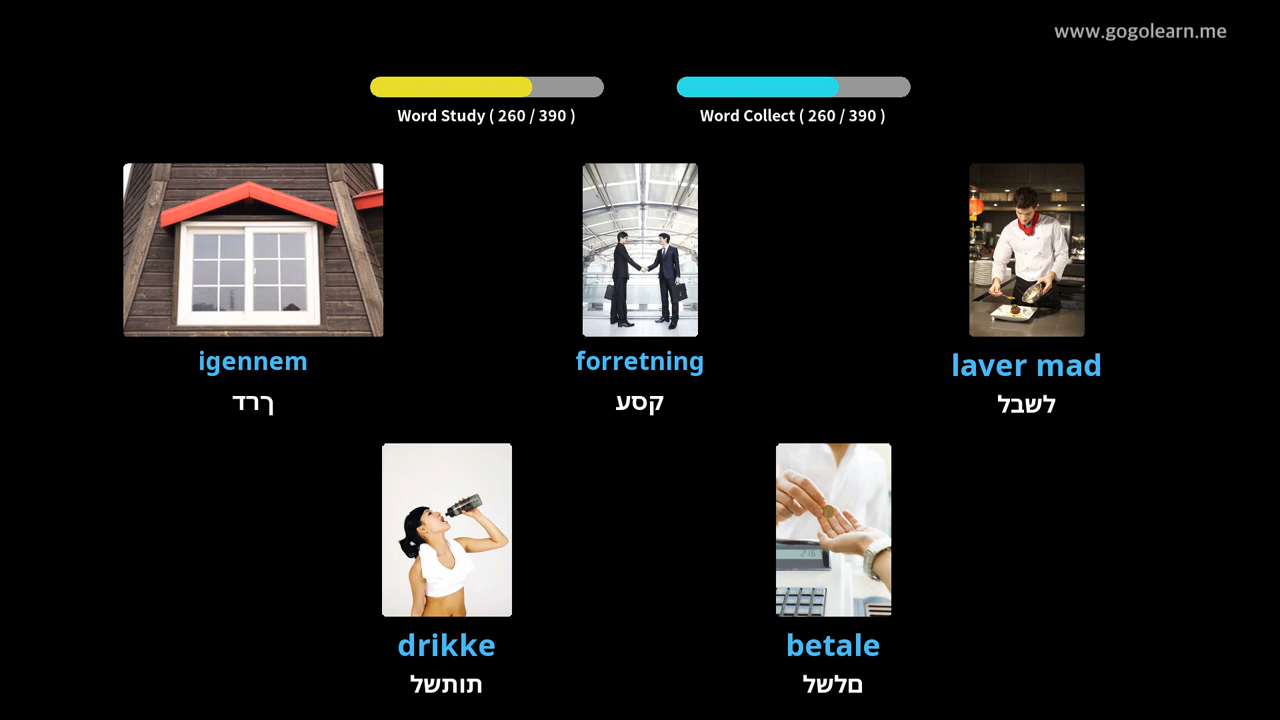 www.gogolearn.me
Word Study ( 260 / 390 )
Word Collect ( 260 / 390 )
igennem
ךרד
forretning
קסע
laver mad
לשבל
drikke
תותשל
betale
םלשל